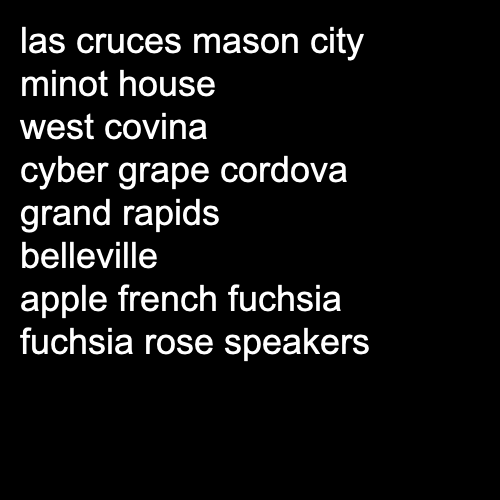 las cruces mason city
minot house
west covina
cyber grape cordova
grand rapids
belleville
apple french fuchsia
fuchsia rose speakers